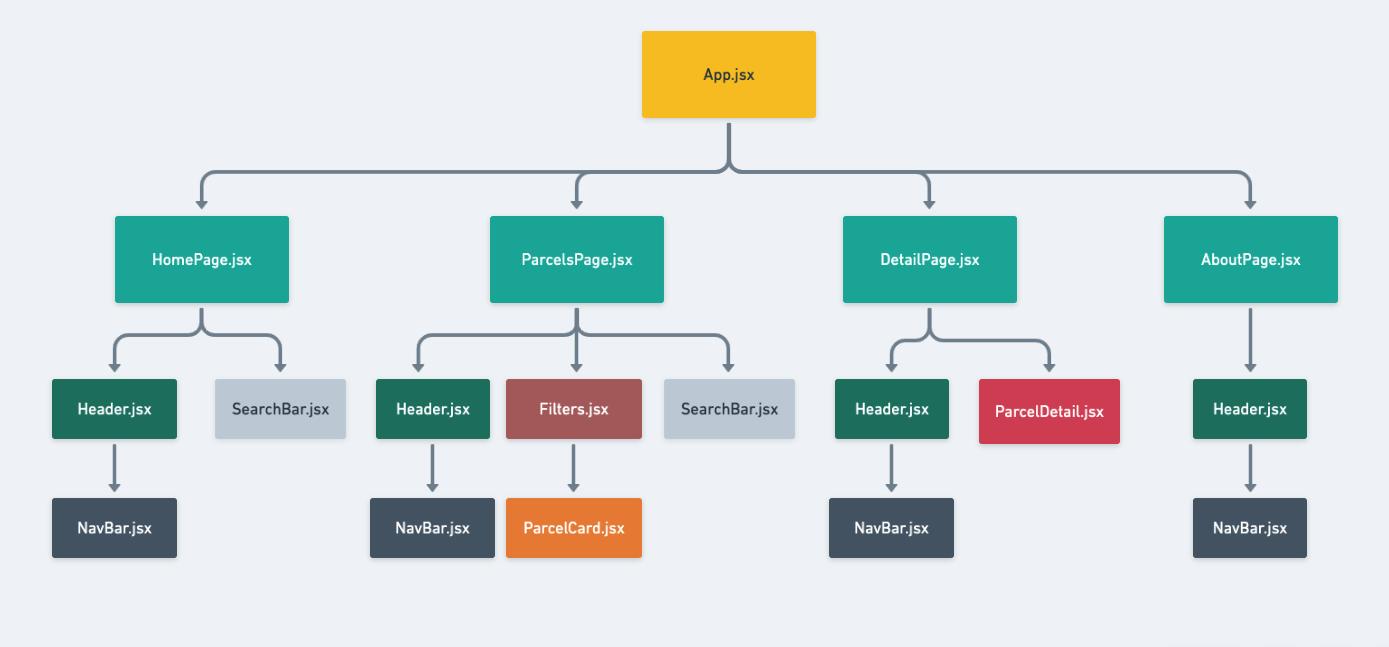 App.jsx
HomePage.jsx
ParcelsPage.jsx
DetailPage.jsx
AboutPage.jsx
Header.jsx
SearchBar.jsx
Header.jsx
Filters.jsx
SearchBar.jsx
Header.jsx
ParcelDetail.jsx
Header.jsx
NavBar.jsx
NavBar.jsx
ParcelCard.jsx
NavBar.jsx
NavBar.jsx